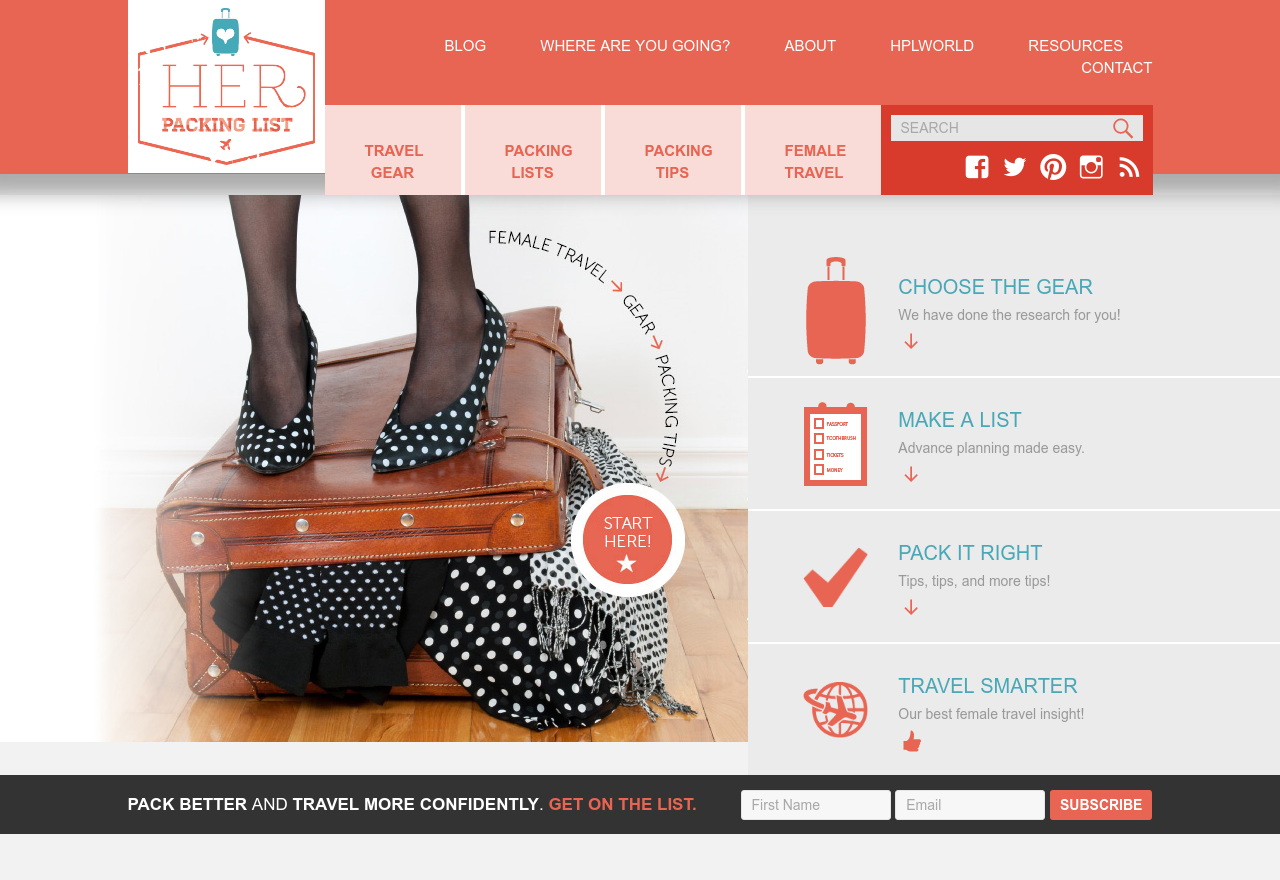 HER
PACKING LIST
BLOG
WHERE ARE YOU GOING?
ABOUT
HPLWORLD
RESOURCES
CONTACT
TRAVEL
GEAR
PACKING
LISTS
PACKING
TIPS
FEMALE
TRAVEL
SEARCH
FEMALE TRAVEL
GEAR
PACKING TIPS
START
HERE!
CHOOSE THE GEAR
We have done the research for you!
PASSPORT
TOOTHBRUSH
TICKETS
MONEY
MAKE A LIST
Advance planning made easy.
PACK IT RIGHT
Tips, tips, and more tips!
TRAVEL SMARTER
Our best female travel insight!
PACK BETTER AND TRAVEL MORE CONFIDENTLY. GET ON THE LIST.
First Name
Email
SUBSCRIBE